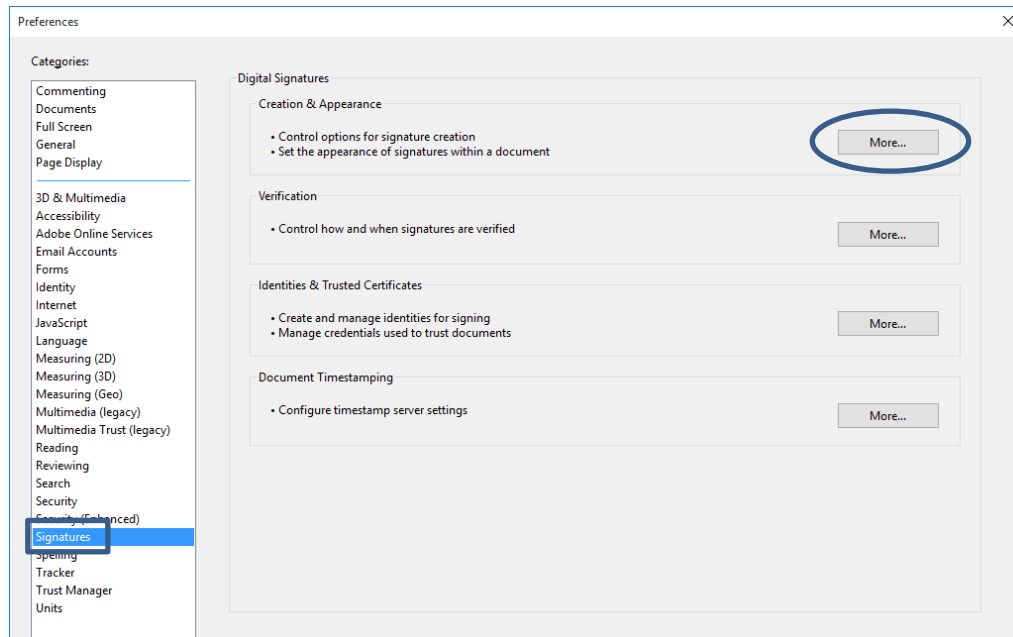 Preferences
Categories:
Commenting
Documents
Full Screen
General
Page Display
3D & Multimedia
Accessibility
Adobe Online Services
Email Accounts
Forms
Identity
Internet
JavaScript
Language
Measuring (2D)
Measuring (3D)
Measuring (Geo)
Multimedia (legacy)
Multimedia Trust (legacy)
Reading
Reviewing
Search
Security
Security (Enhanced)
Signatures
Spelling
Tracker
Trust Manager
Units
Digital Signatures
Creation & Appearance
• Control options for signature creation
• Set the appearance of signatures within a document
More...
Verification
• Control how and when signatures are verified
More...
Identities & Trusted Certificates
• Create and manage identities for signing
• Manage credentials used to trust documents
More...
Document Timestamping
• Configure timestamp server settings
More...